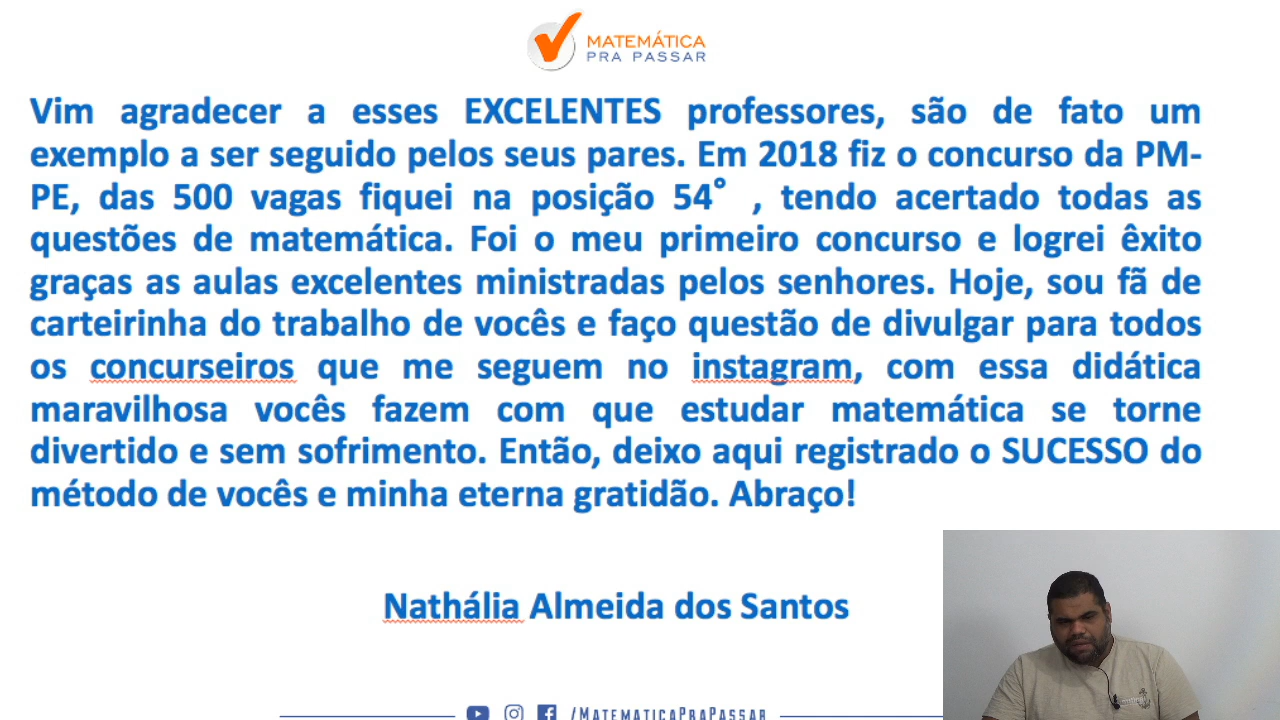 MATEMÁTICA
PRA PASSAR
Vim agradecer a esses EXCELENTES professores, são de fato um
exemplo a ser seguido pelos seus pares. Em 2018 fiz o concurso da PM-
PE, das 500 vagas fiquei na posição 54° , tendo acertado todas as
questões de matemática. Foi o meu primeiro concurso e logrei êxito
graças as aulas excelentes ministradas pelos senhores. Hoje, sou fã de
carteirinha do trabalho de vocês e faço questão de divulgar para todos
os concurseiros que me seguem no instagram, com essa didática
maravilhosa vocês fazem com que estudar matemática se torne
divertido e sem sofrimento. Então, deixo aqui registrado o SUCESSO do
método de vocês e minha eterna gratidão. Abraço!
Nathália Almeida dos Santos
/MATEMATICAPRAPASSAR